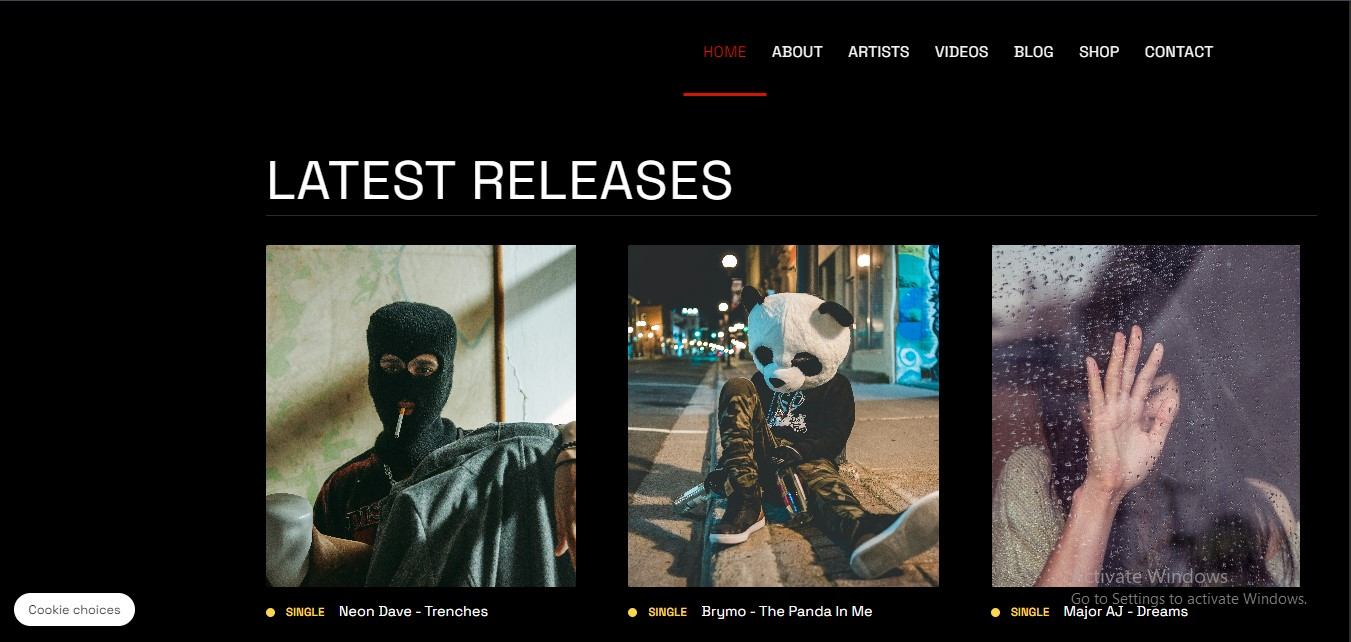 HOME ABOUT ARTISTS VIDEOS BLOG SHOP CONTACT
LATEST RELEASES
SINGLE Neon Dave - Trenches
SINGLE Brymo - The Panda In Me
SINGLE Major AJ - Dreams
Activate Windows
Go to Settings to activate Windows.
Cookie choices